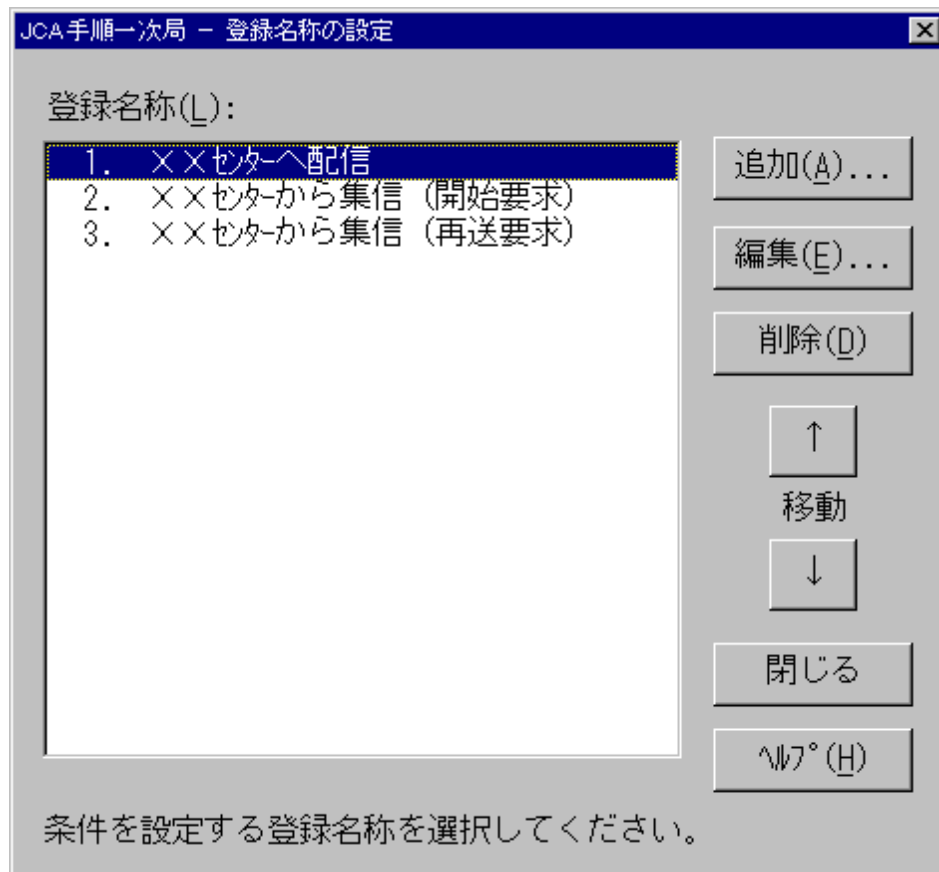 JCA手順一次局 － 登録名称の設定
登録名称(L):
1. ××ｾﾝﾀｰへ配信
2. ××ｾﾝﾀｰから集信（開始要求）
3. ××ｾﾝﾀｰから集信（再送要求）
追加(A)...
編集(E)...
削除(D)
↑
移動
↓
閉じる
ﾍﾙﾌﾟ(H)
条件を設定する登録名称を選択してください。